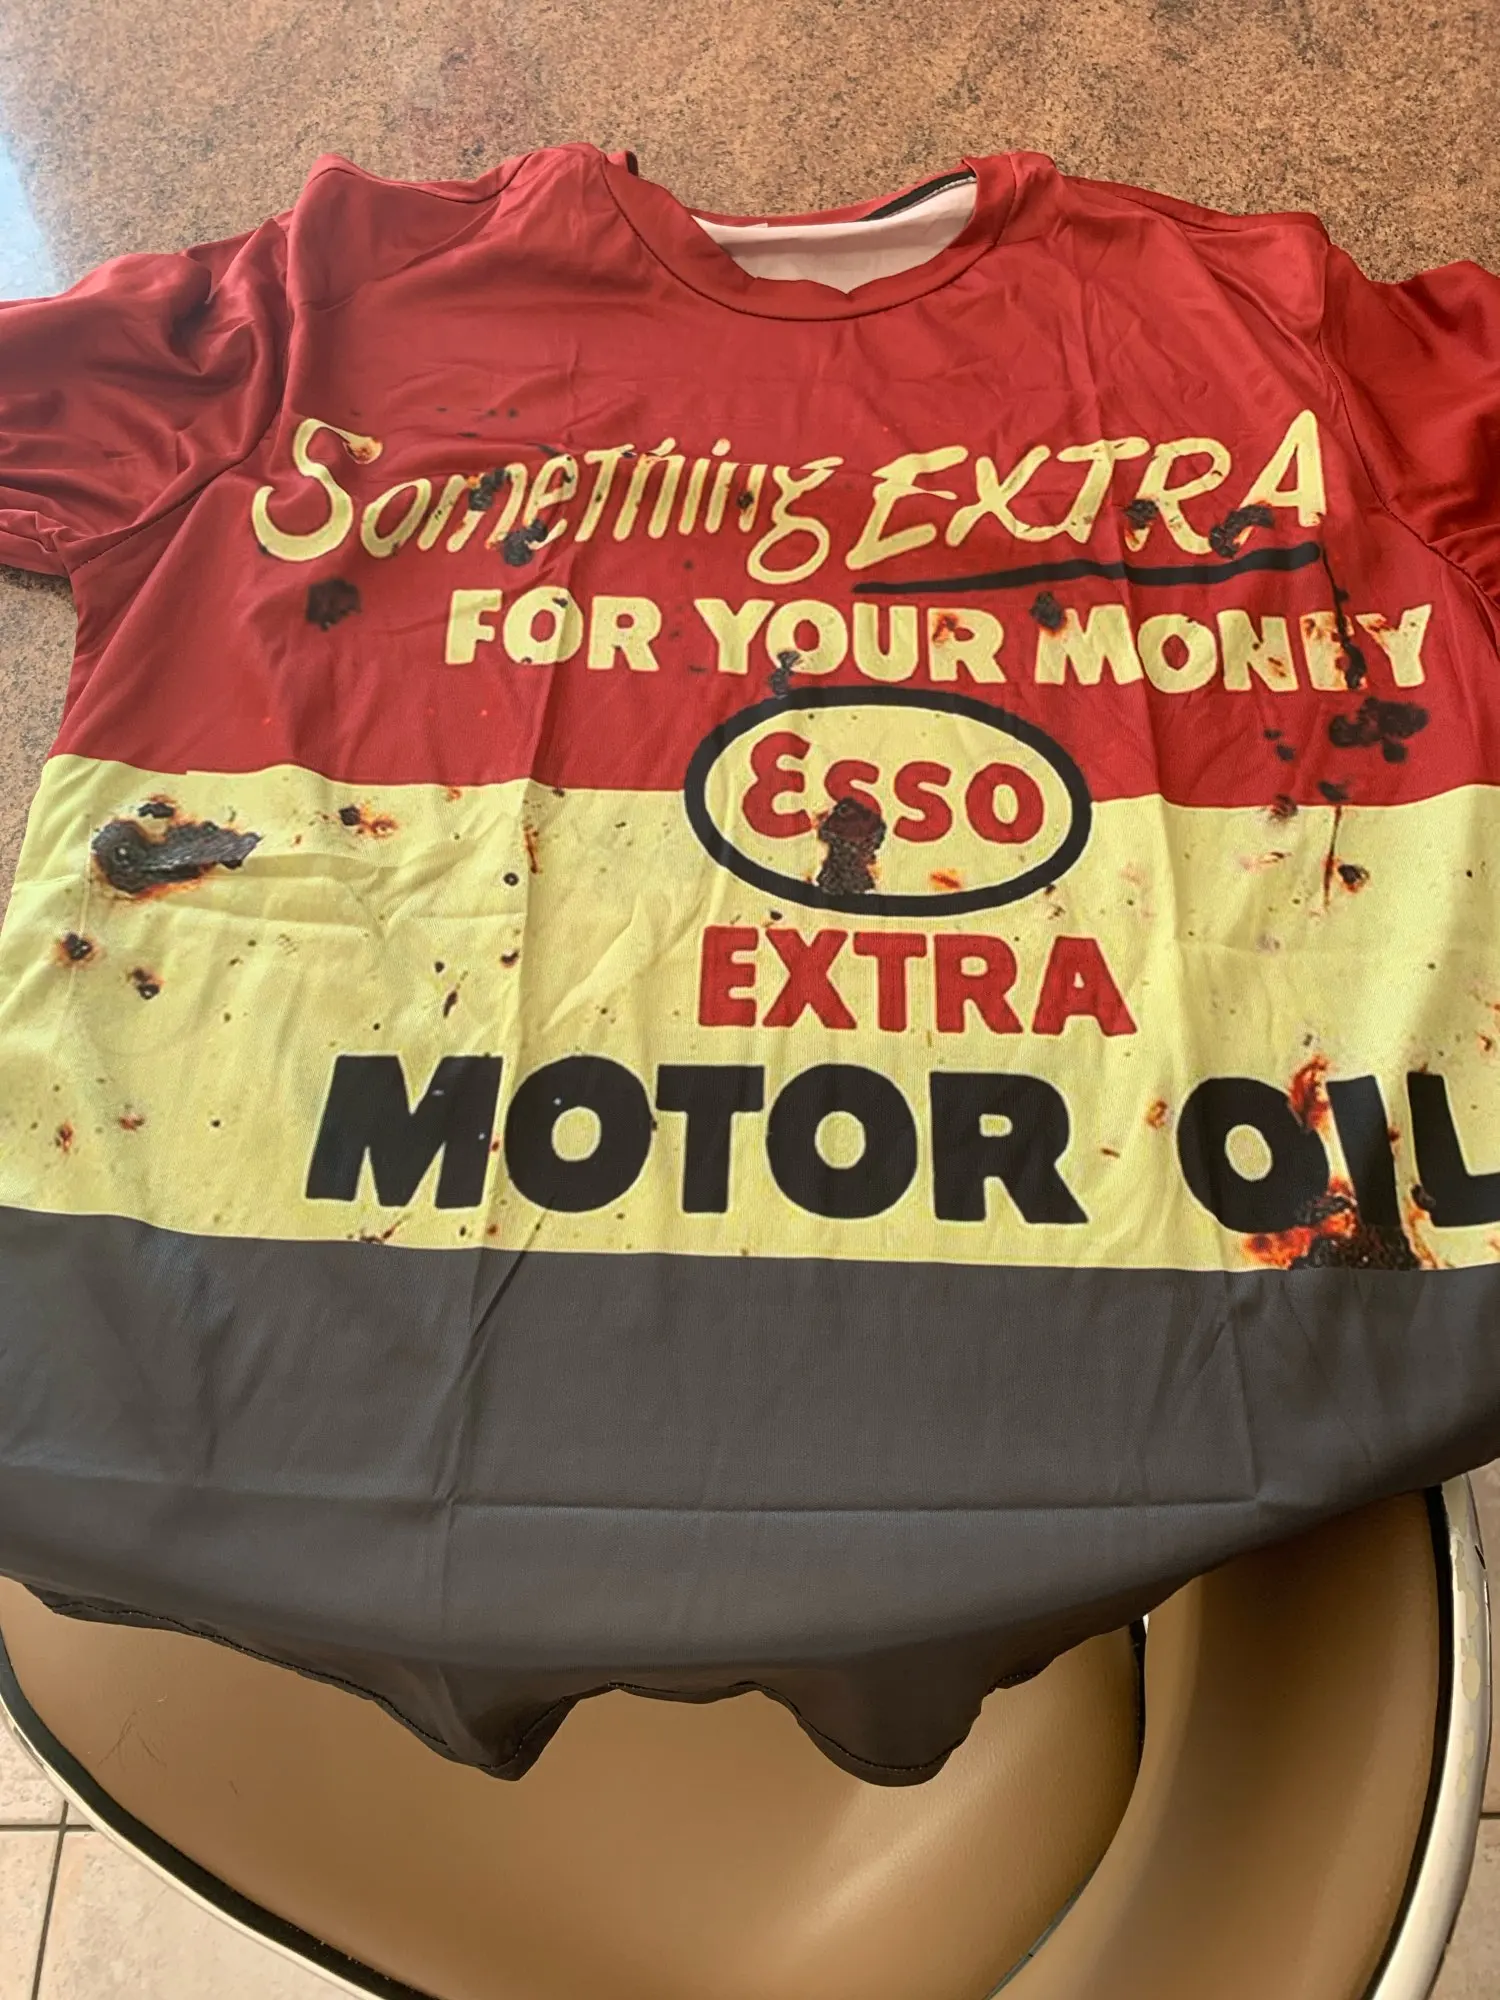 Something EXTRA
FOR YOUR MONEY
Esso
EXTRA
MOTOR OIL